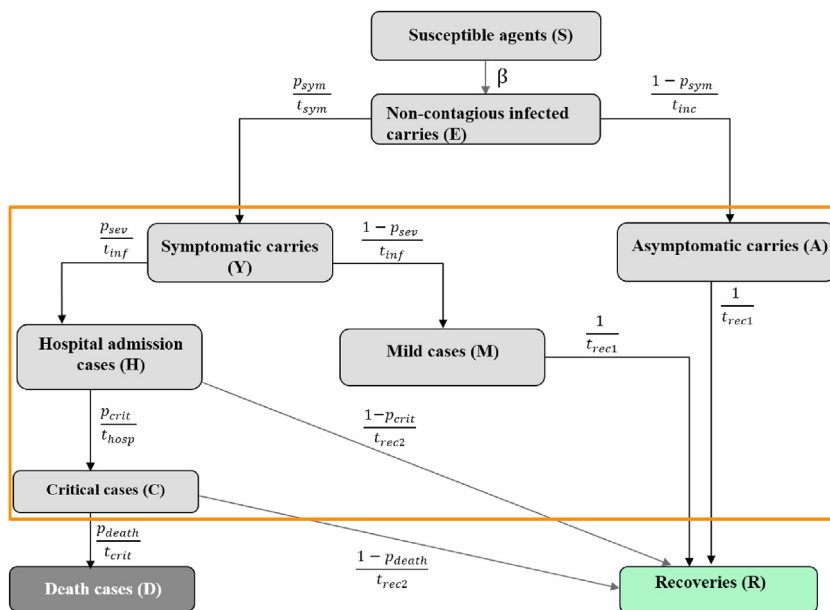 Susceptible agents (S)
β
p_sym / t_sym
1 − p_sym / t_inc
Non-contagious infected
carries (E)
p_sev / t_inf
Symptomatic carries
(Y)
1 − p_sev / t_inf
Asymptomatic carries (A)
Hospital admission
cases (H)
Mild cases (M)
1 / t_rec1
1 / t_rec1
p_crit / t_hosp
1−p_crit / t_rec2
Critical cases (C)
p_death / t_crit
1 − p_death / t_rec2
Death cases (D)
Recoveries (R)